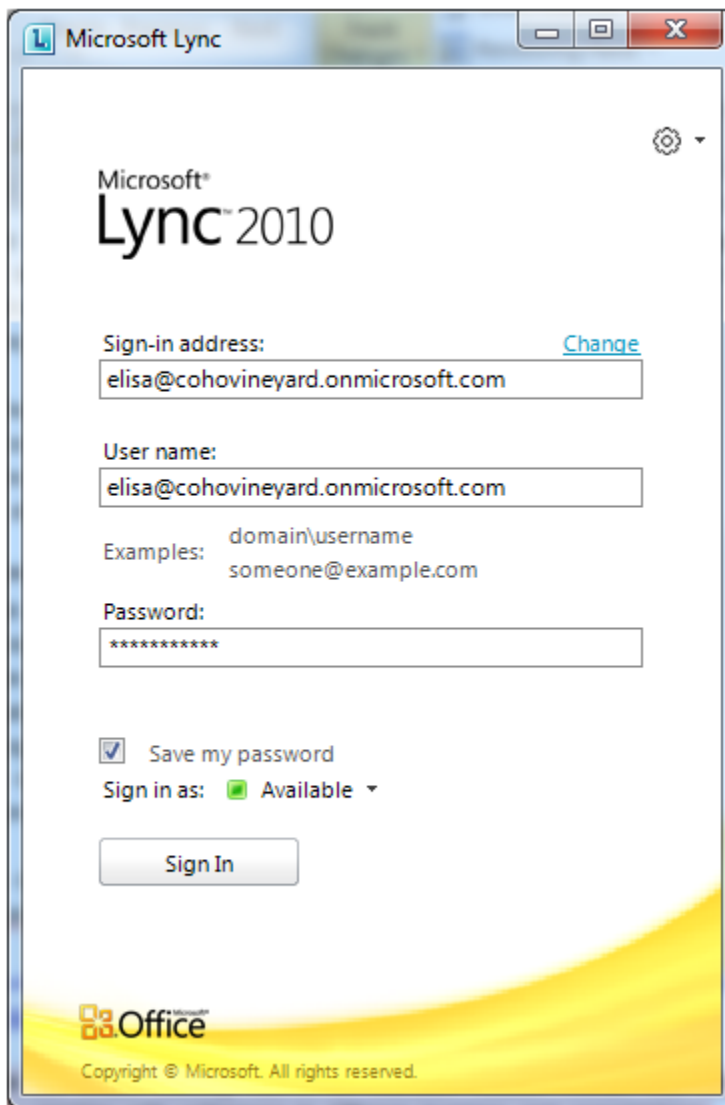 Microsoft Lync
Microsoft®
Lync™ 2010
Sign-in address: Change
elisa@cohovineyard.onmicrosoft.com
User name:
elisa@cohovineyard.onmicrosoft.com
Examples: domain\username
someone@example.com
Password:
***********
Save my password
Sign in as: Available
Sign In
Microsoft®
Office
Copyright © Microsoft. All rights reserved.